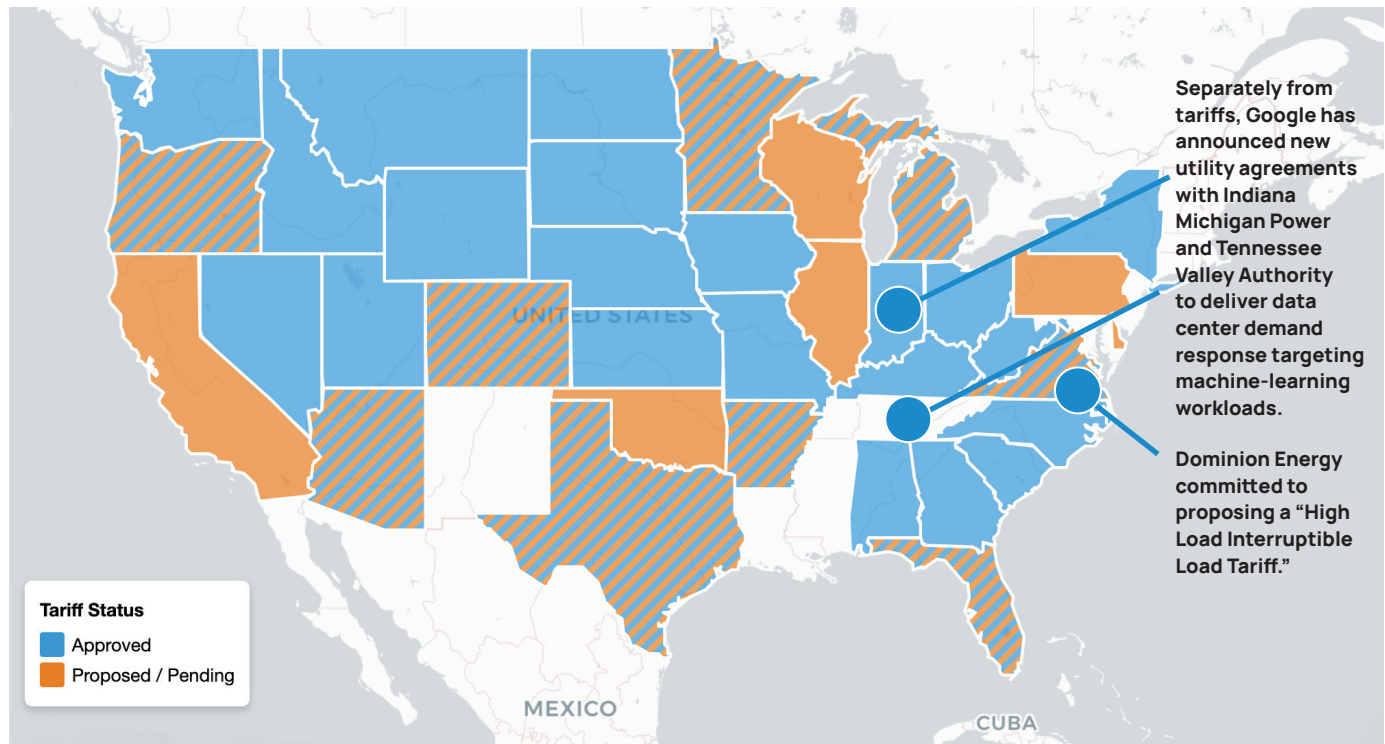 Separately from
tariffs, Google has
announced new
utility agreements
with Indiana
Michigan Power
and Tennessee
Valley Authority
to deliver data
center demand
response targeting
machine-learning
workloads.
Dominion Energy
committed to
proposing a “High
Load Interruptible
Load Tariff.”
UNITED STATES
Tariff Status
Approved
Proposed / Pending
MEXICO
CUBA